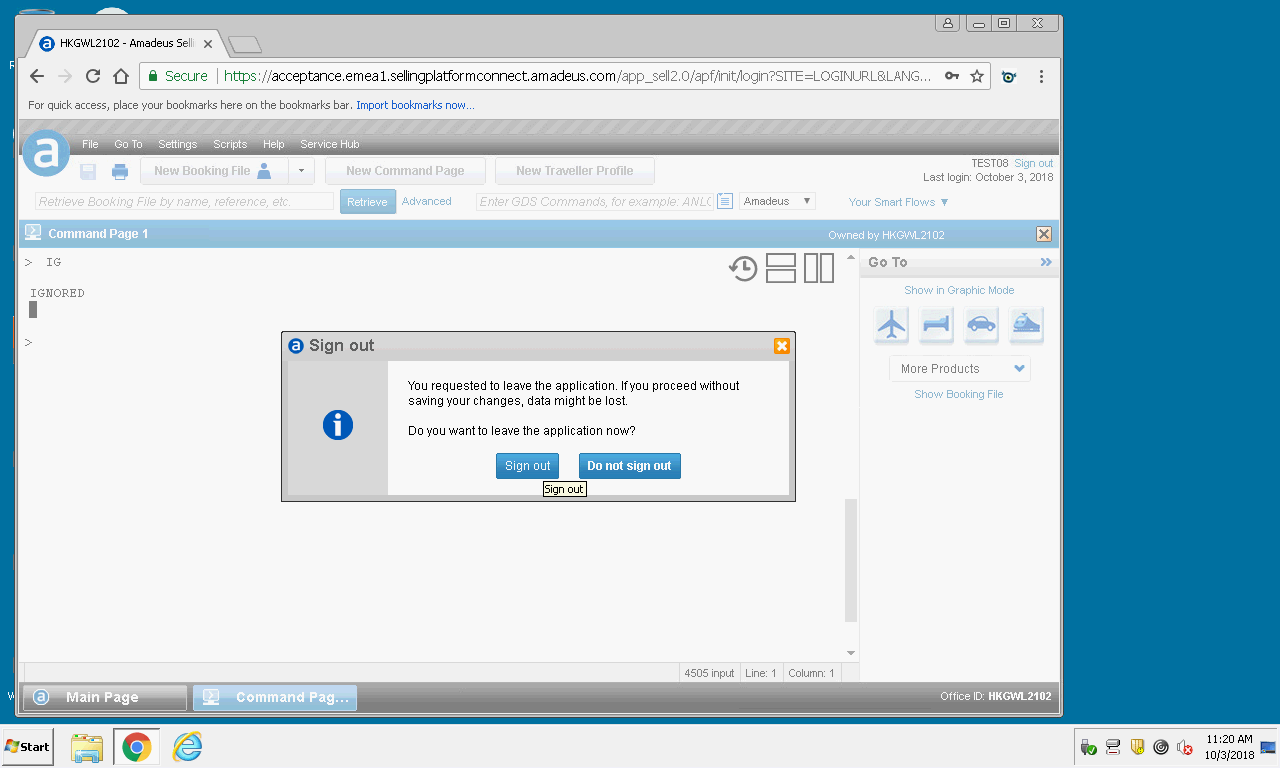 HKGWL2102 - Amadeus Sell
Secure
https://acceptance.emea1.sellingplatformconnect.amadeus.com/app_sell2.0/apf/init/login?SITE=LOGINURL&LANG...
For quick access, place your bookmarks here on the bookmarks bar. Import bookmarks now...
File Go To Settings Scripts Help Service Hub
New Booking File New Command Page New Traveller Profile
TEST08 Sign out
Last login: October 3, 2018
Retrieve Booking File by name, reference, etc. Retrieve Advanced Enter GDS Commands, for example: ANLO Amadeus Your Smart Flows
Command Page 1 Owned by HKGWL2102
> IG
Go To
IGNORED
Show in Graphic Mode
>
Sign out
More Products
Show Booking File
You requested to leave the application. If you proceed without
saving your changes, data might be lost.
Do you want to leave the application now?
Sign out Do not sign out
Sign out
4505 input Line: 1 Column: 1
Main Page Command Pag... Office ID: HKGWL2102
Start
11:20 AM
10/3/2018